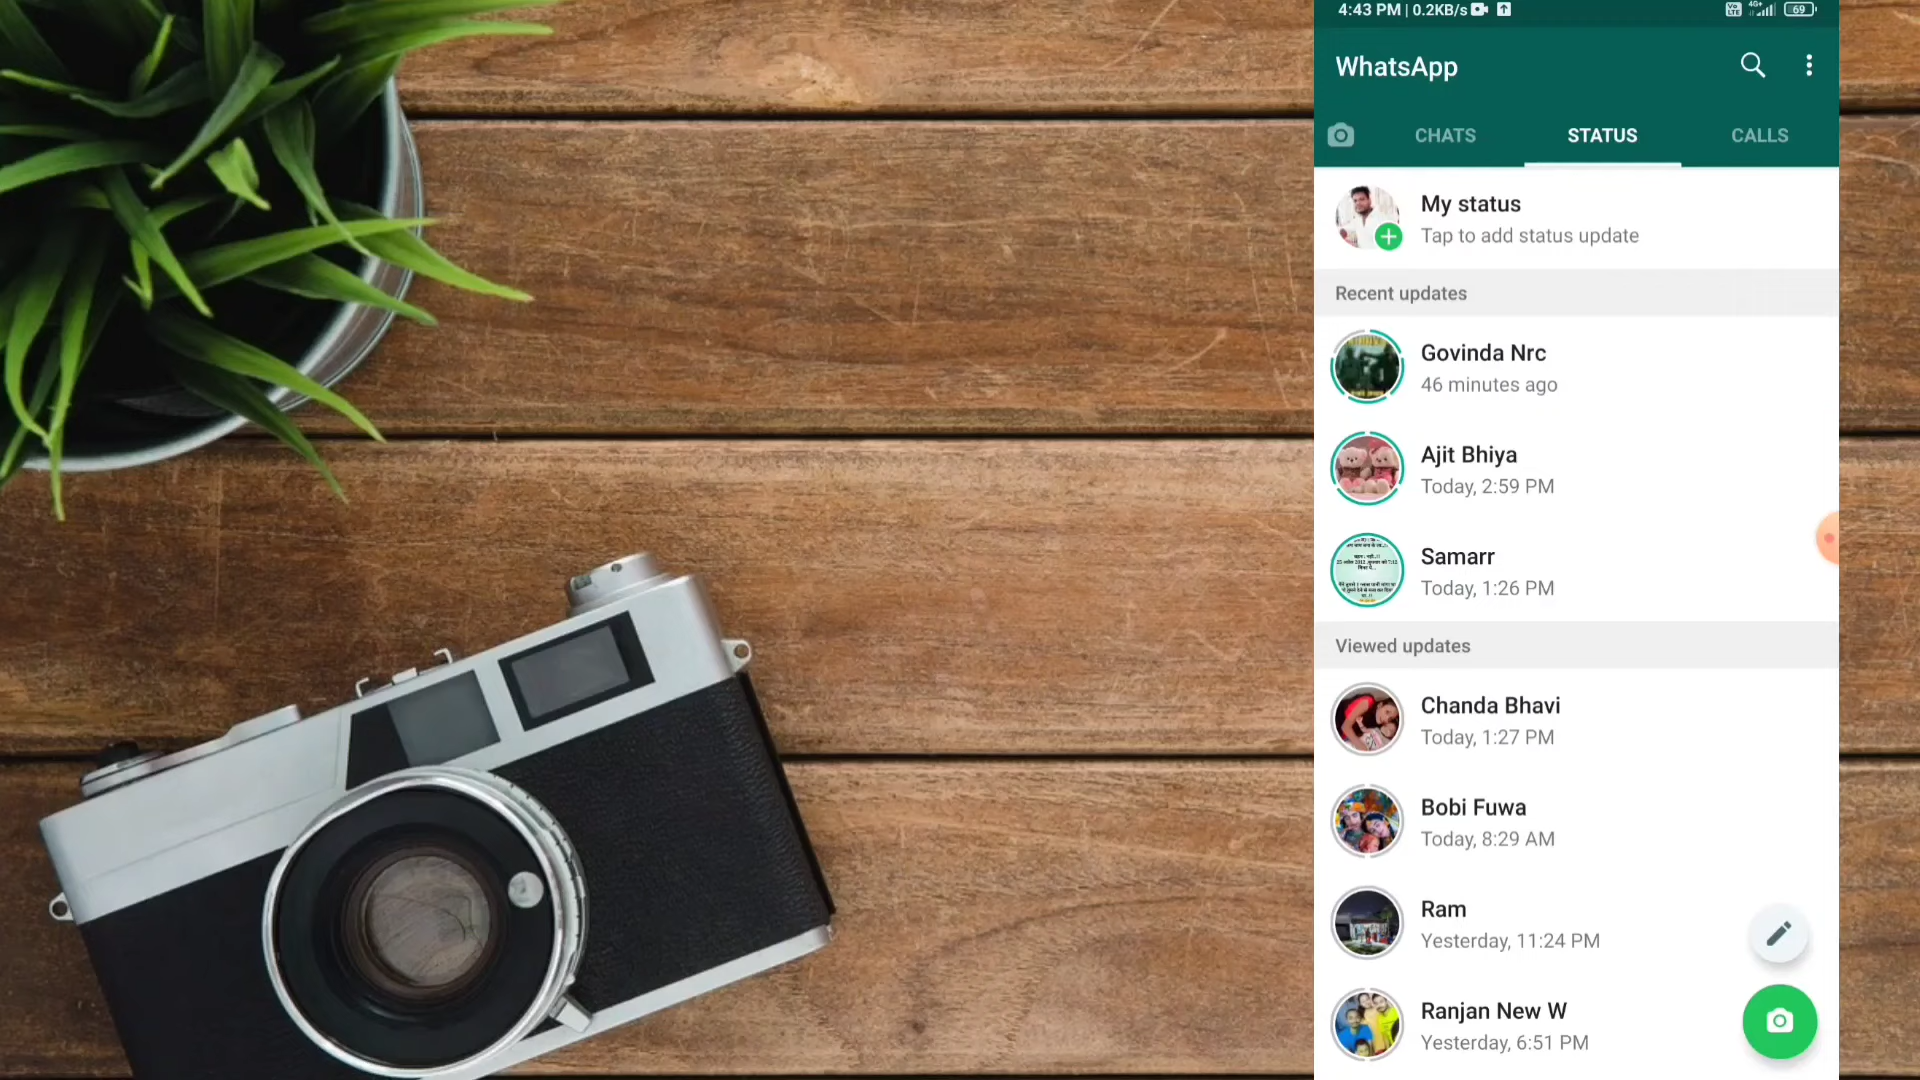 4:43 PM | 0.2KB/s
Vo
LTE
4G+
69
WhatsApp
CHATS
STATUS
CALLS
My status
Tap to add status update
Recent updates
Govinda Nrc
46 minutes ago
Ajit Bhiya
Today, 2:59 PM
Samarr
Today, 1:26 PM
Viewed updates
Chanda Bhavi
Today, 1:27 PM
Bobi Fuwa
Today, 8:29 AM
Ram
Yesterday, 11:24 PM
Ranjan New W
Yesterday, 6:51 PM